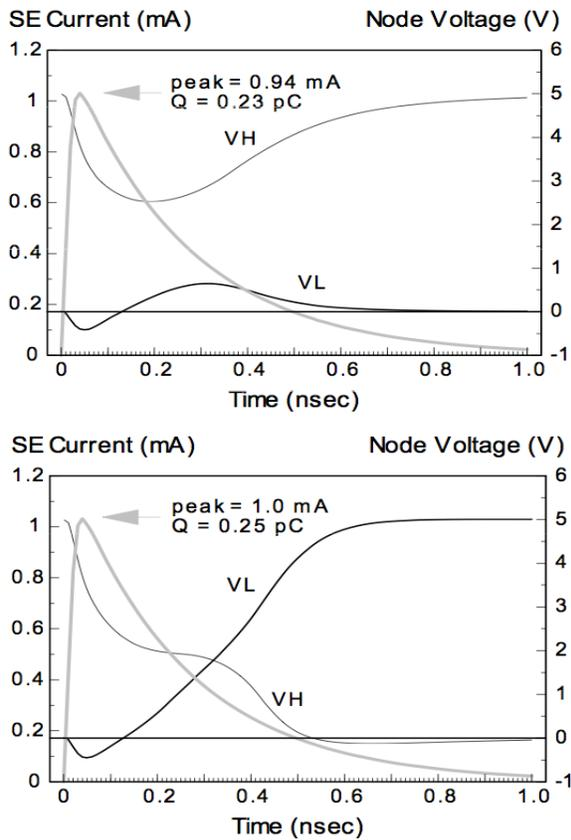 SE Current (mA) Node Voltage (V)
1.2 6
peak = 0.94 mA
1 5
Q = 0.23 pC
VH 4
0.8
3
0.6
2
0.4 1
VL
0.2 0
0 -1
0 0.2 0.4 0.6 0.8 1.0
Time (nsec)
SE Current (mA) Node Voltage (V)
1.2 6
peak = 1.0 mA
1 5
Q = 0.25 pC
VL 4
0.8
3
0.6
2
0.4 1
VH
0.2 0
0 -1
0 0.2 0.4 0.6 0.8 1.0
Time (nsec)